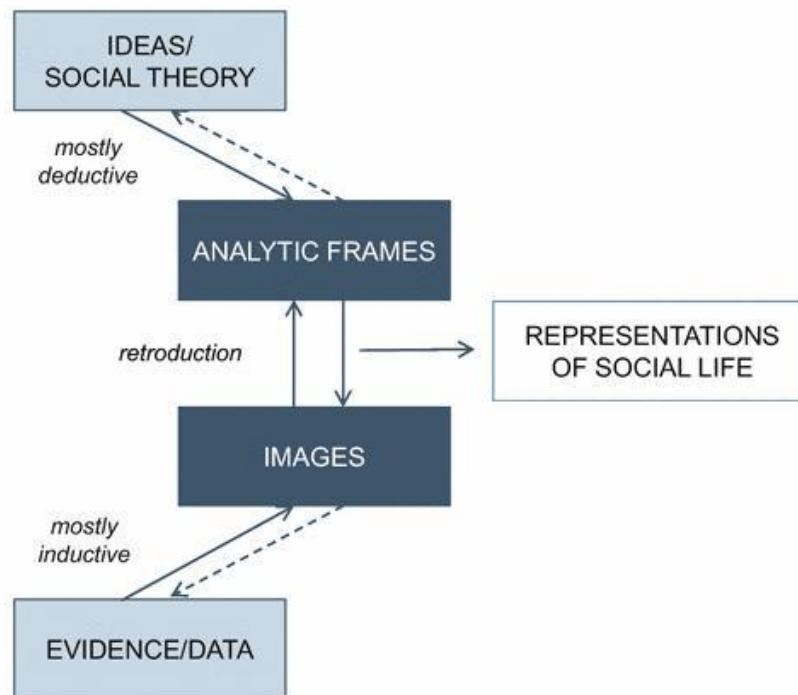 IDEAS/
SOCIAL THEORY
mostly
deductive
ANALYTIC FRAMES
retroduction
REPRESENTATIONS
OF SOCIAL LIFE
IMAGES
mostly
inductive
EVIDENCE/DATA